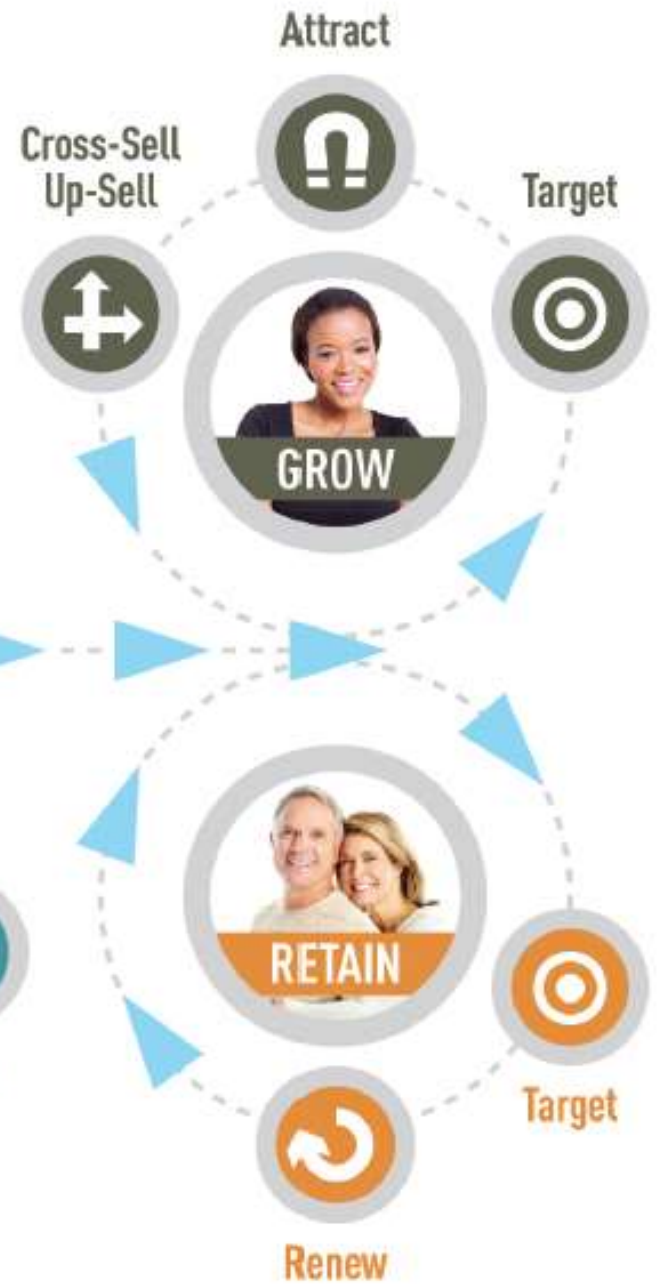 Attract
Cross-Sell
Up-Sell
Target
GROW
RETAIN
Target
Renew